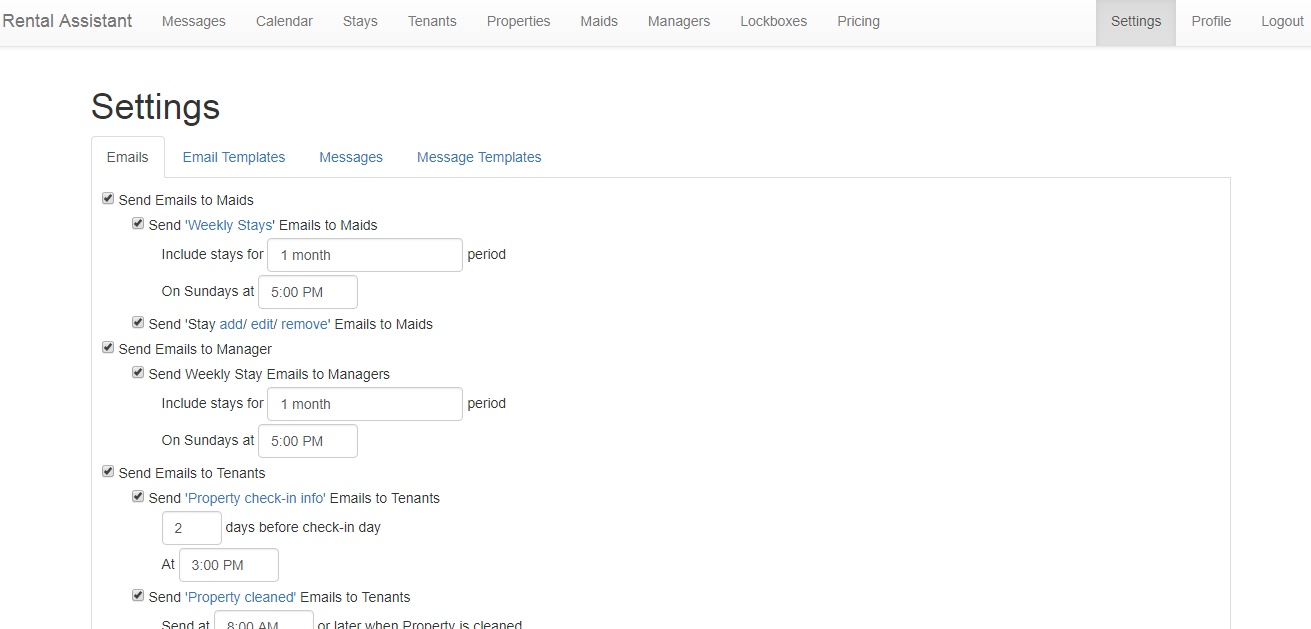 Rental Assistant Messages Calendar Stays Tenants Properties Maids Managers Lockboxes Pricing Settings Profile Logout
Settings
Emails Email Templates Messages Message Templates
Send Emails to Maids
Send 'Weekly Stays' Emails to Maids
Include stays for 1 month period
On Sundays at 5:00 PM
Send 'Stay add/ edit/ remove' Emails to Maids
Send Emails to Manager
Send Weekly Stay Emails to Managers
Include stays for 1 month period
On Sundays at 5:00 PM
Send Emails to Tenants
Send 'Property check-in info' Emails to Tenants
2 days before check-in day
At 3:00 PM
Send 'Property cleaned' Emails to Tenants
Send at 8:00 AM or later when Property is cleaned